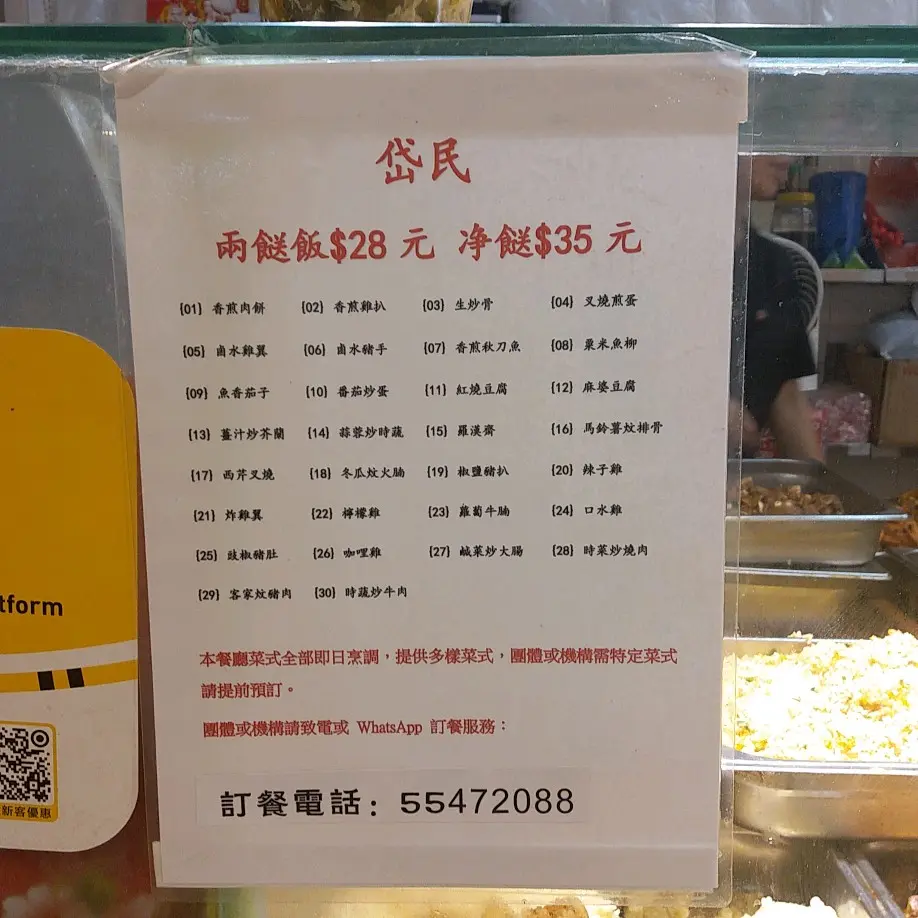 岱民
兩餸飯$28 元 净餸$35 元
(01) 香煎肉餅 (02) 香煎雞扒 (03) 生炒骨 (04) 叉燒煎蛋
(05) 鹵水雞翼 (06) 鹵水豬手 (07) 香煎秋刀魚 (08) 粟米魚柳
(09) 魚香茄子 (10) 番茄炒蛋 (11) 紅燒豆腐 (12) 麻婆豆腐
(13) 薑汁炒芥蘭 (14) 蒜蓉炒時蔬 (15) 羅漢齋 (16) 馬鈴薯炆排骨
(17) 西芹叉燒 (18) 冬瓜炆火腩 (19) 椒鹽豬扒 (20) 辣子雞
(21) 炸雞翼 (22) 檸檬雞 (23) 蘿蔔牛腩 (24) 口水雞
(25) 豉椒豬肚 (26) 咖哩雞 (27) 鹹菜炒大腸 (28) 時菜炒燒肉
(29) 客家炆豬肉 (30) 時蔬炒牛肉
本餐廳菜式全部即日烹調，提供多樣菜式，團體或機構需特定菜式
請提前預訂。
團體或機構請致電或 WhatsApp 訂餐服務：
訂餐電話: 55472088
tform
新客優惠